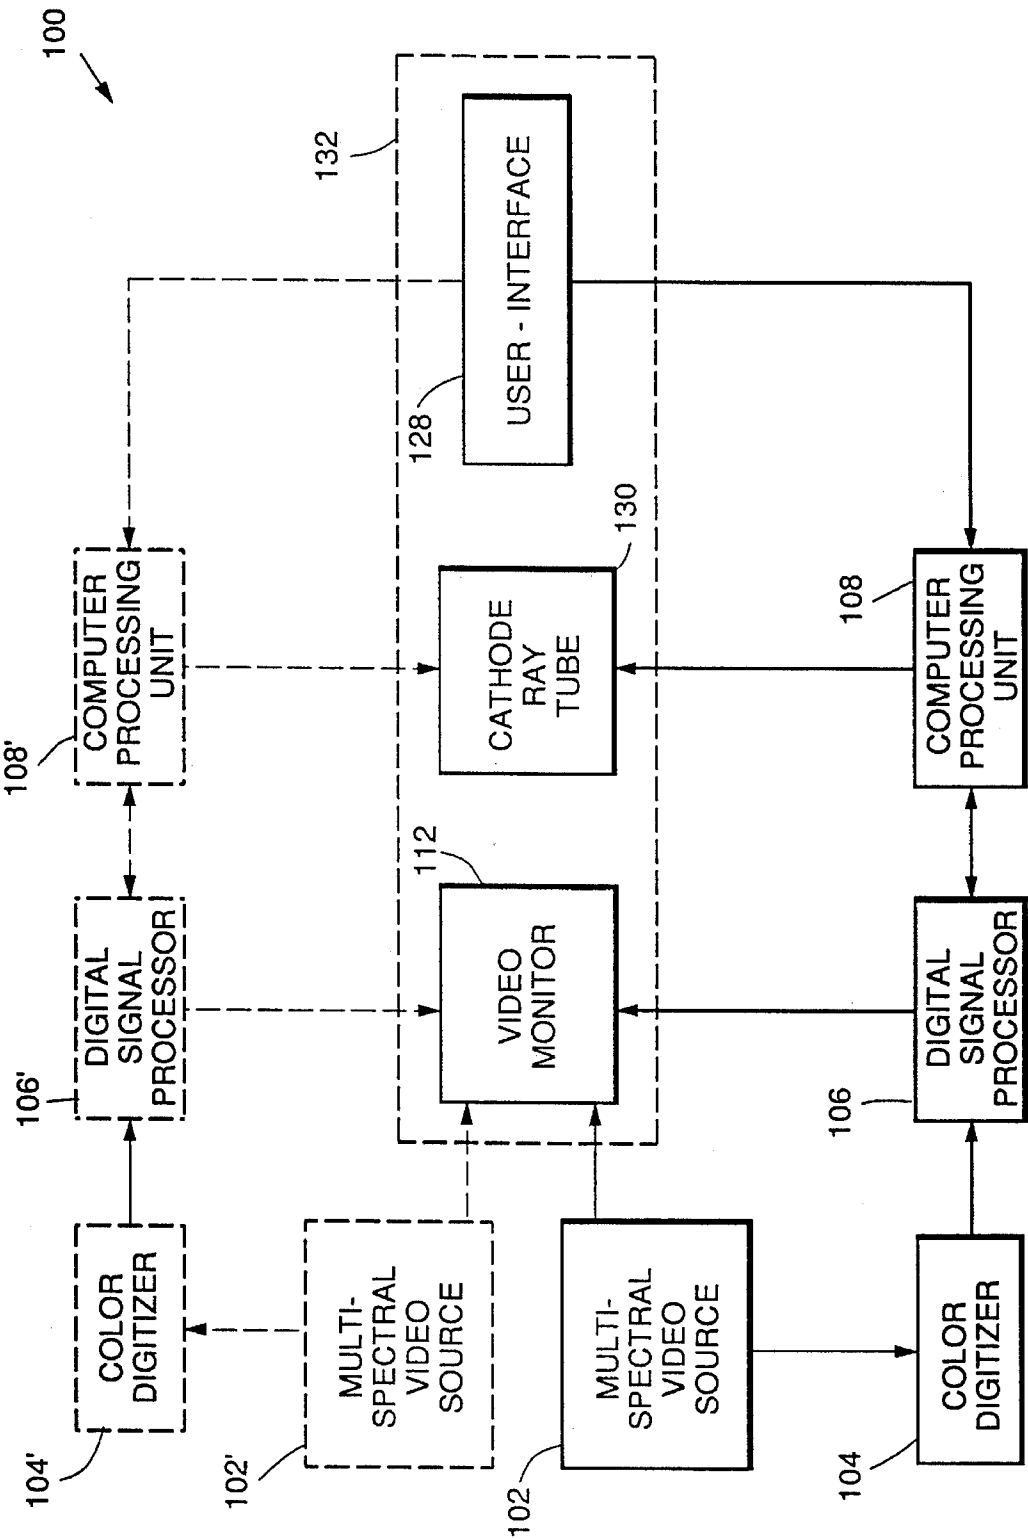 100
132
USER - INTERFACE
128
130
CATHODE
RAY
TUBE
112
VIDEO
MONITOR
108'
COMPUTER
PROCESSING
UNIT
106'
DIGITAL
SIGNAL
PROCESSOR
104'
COLOR
DIGITIZER
102'
MULTI-
SPECTRAL
VIDEO
SOURCE
102
MULTI-
SPECTRAL
VIDEO
SOURCE
104
COLOR
DIGITIZER
106
DIGITAL
SIGNAL
PROCESSOR
108
COMPUTER
PROCESSING
UNIT